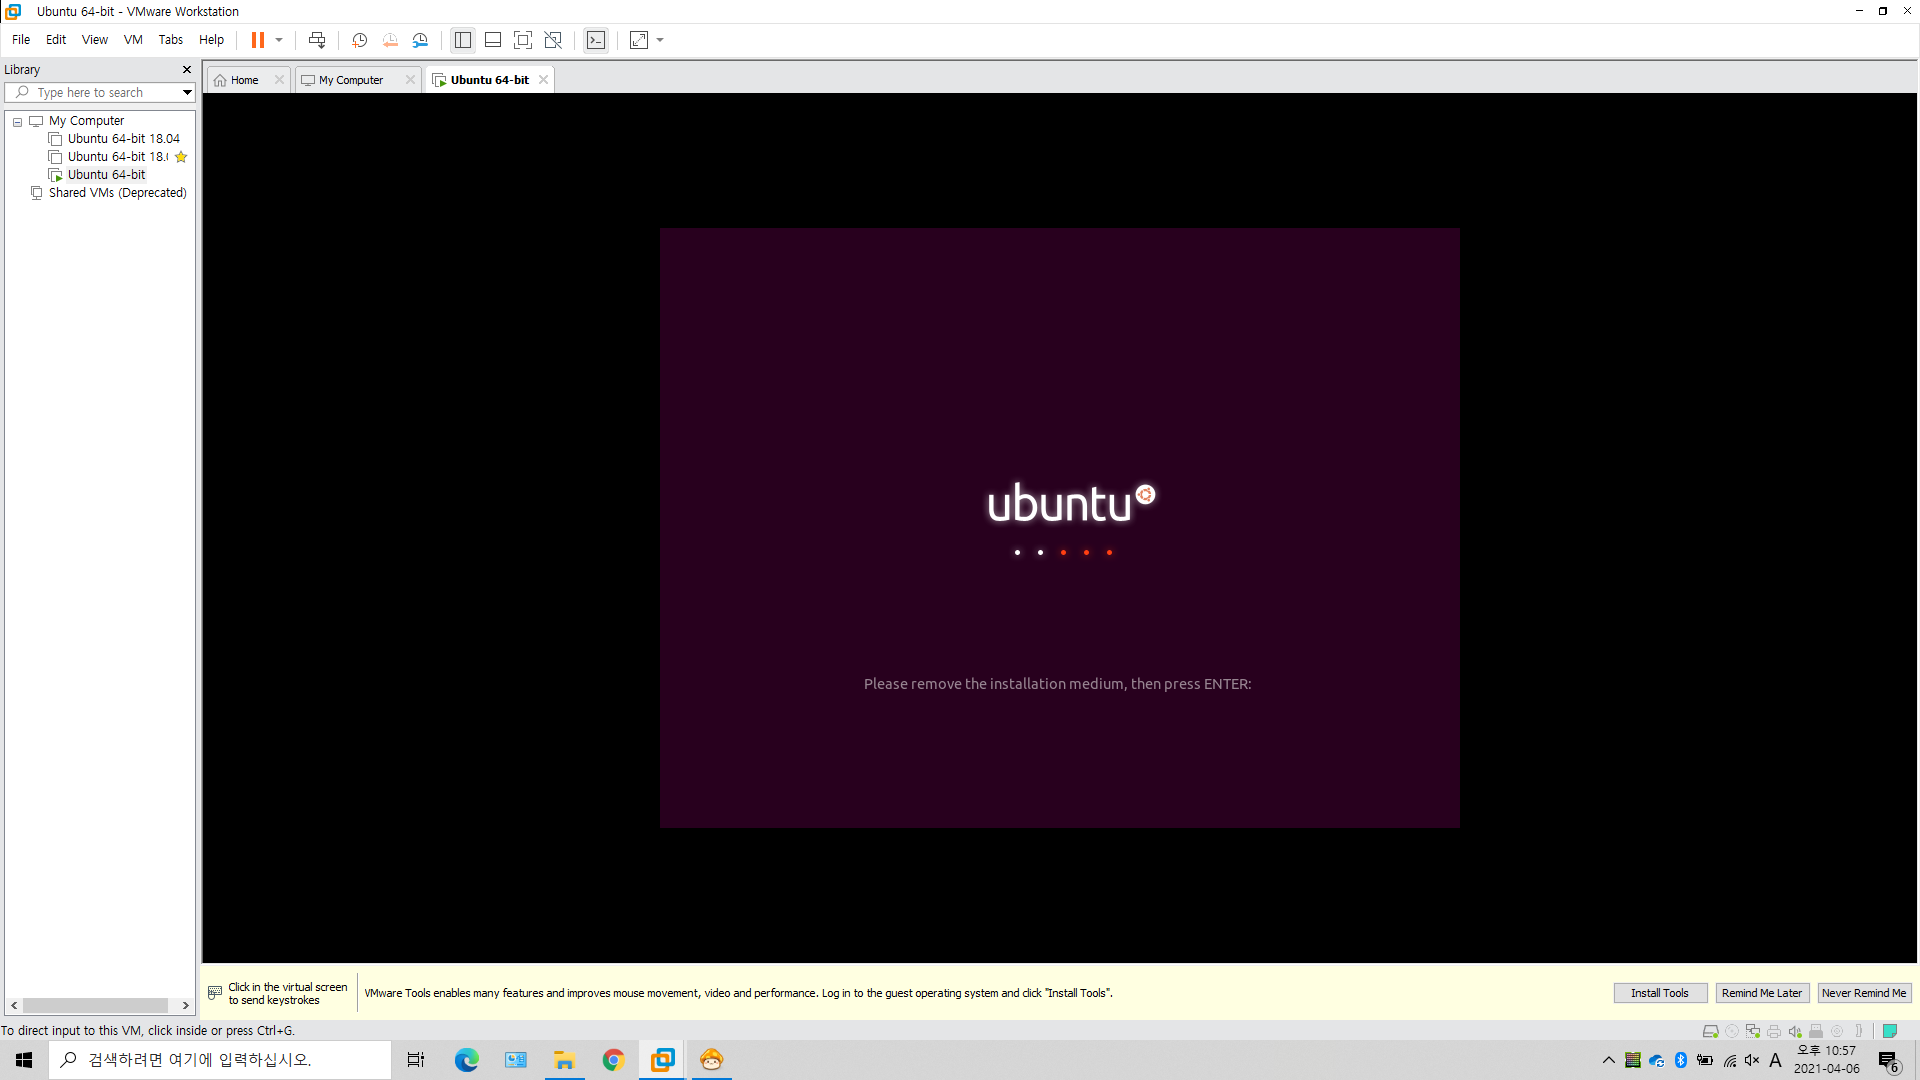 Ubuntu 64-bit - VMware Workstation
File Edit View VM Tabs Help
Library
Type here to search
My Computer
Ubuntu 64-bit 18.04
Ubuntu 64-bit 18.
Ubuntu 64-bit
Shared VMs (Deprecated)
Home My Computer Ubuntu 64-bit
ubuntu
Please remove the installation medium, then press ENTER:
Click in the virtual screen
to send keystrokes
VMware Tools enables many features and improves mouse movement, video and performance. Log in to the guest operating system and click "Install Tools".
Install Tools Remind Me Later Never Remind Me
To direct input to this VM, click inside or press Ctrl+G.
검색하려면 여기에 입력하십시오.
A
오후 10:57
2021-04-06
6